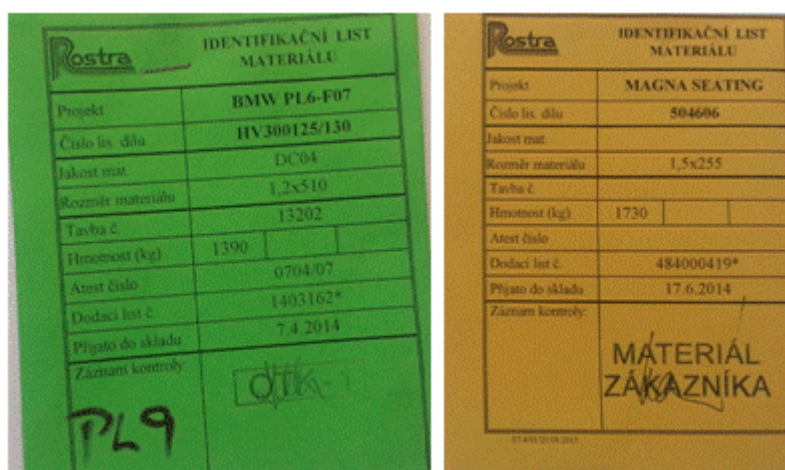 Rostra
IDENTIFIKAČNÍ LIST
MATERIÁLU
Projekt BMW PL6-F07
Číslo lis. dílu HV300125/130
Jakost mat. DC04
Rozměr materiálu 1,2x510
Tavba č. 13202
Hmotnost (kg) 1390
Atest číslo 0704/07
Dodací list č. 1403162*
Přijato do skladu 7.4.2014
Záznam kontroly:
PL9
Rostra
IDENTIFIKAČNÍ LIST
MATERIÁLU
Projekt MAGNA SEATING
Číslo lis. dílu 504606
Jakost mat.
Rozměr materiálu 1,5x255
Tavba č.
Hmotnost (kg) 1730
Atest číslo
Dodací list č. 484000419*
Přijato do skladu 17.6.2014
Záznam kontroly:
MATERIÁL
ZÁKAZNÍKA